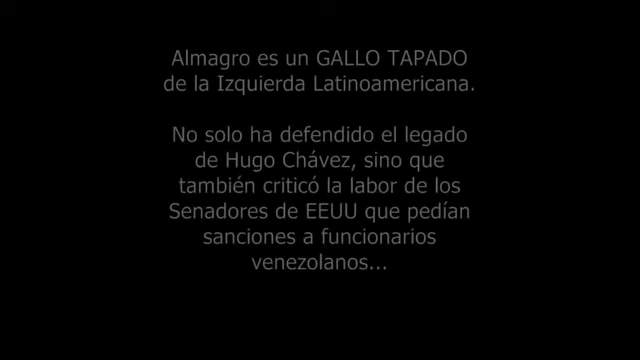 Almagro es un GALLO TAPADO
de la Izquierda Latinoamericana.
No solo ha defendido el legado
de Hugo Chávez, sino que
también criticó la labor de los
Senadores de EEUU que pedían
sanciones a funcionarios
venezolanos...